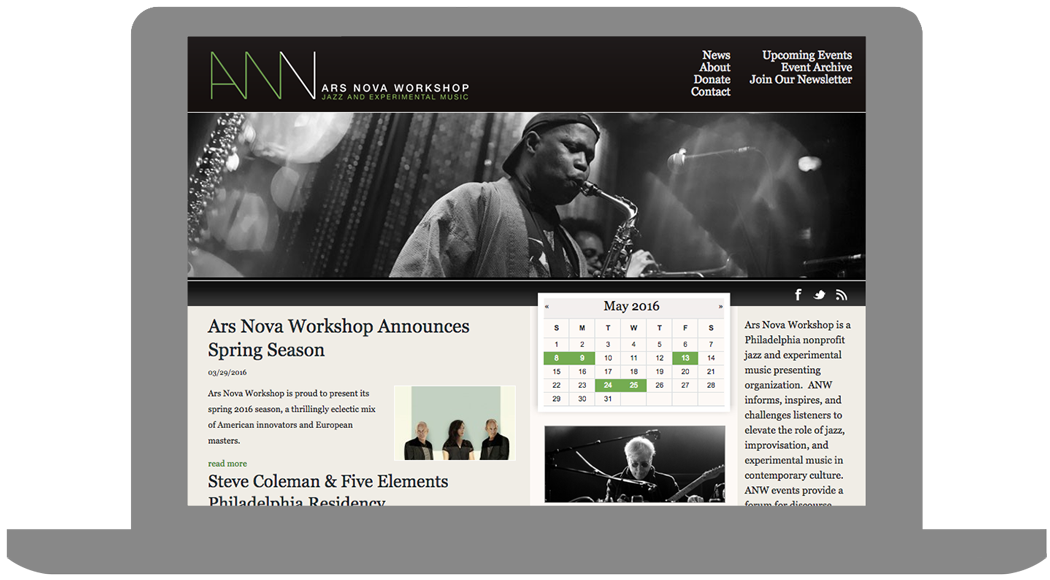 ANW
ARS NOVA WORKSHOP
JAZZ AND EXPERIMENTAL MUSIC
News
About
Donate
Contact
Upcoming Events
Event Archive
Join Our Newsletter
Ars Nova Workshop Announces
Spring Season
03/29/2016
Ars Nova Workshop is proud to present its
spring 2016 season, a thrillingly eclectic mix
of American innovators and European
masters.
read more
Steve Coleman & Five Elements
Philadelphia Residency
« May 2016 »
S M T W T F S
1 2 3 4 5 6 7
8 9 10 11 12 13 14
15 16 17 18 19 20 21
22 23 24 25 26 27 28
29 30 31
Ars Nova Workshop is a
Philadelphia nonprofit
jazz and experimental
music presenting
organization. ANW
informs, inspires, and
challenges listeners to
elevate the role of jazz,
improvisation, and
experimental music in
contemporary culture.
ANW events provide a
forum for discourse